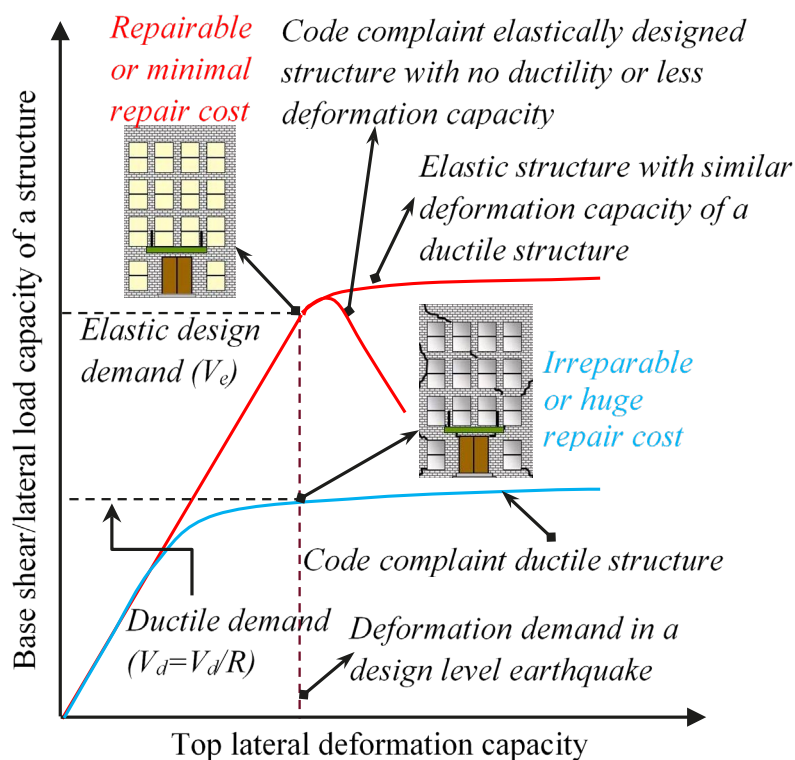 Repairable
or minimal
repair cost
Code complaint elastically designed
structure with no ductility or less
deformation capacity
Elastic structure with similar
deformation capacity of a
ductile structure
Elastic design
demand (Vₑ)
Irreparable
or huge
repair cost
Code complaint ductile structure
Ductile demand
(V_d=V_d/R)
Deformation demand in a
design level earthquake
Base shear/lateral load capacity of a structure
Top lateral deformation capacity